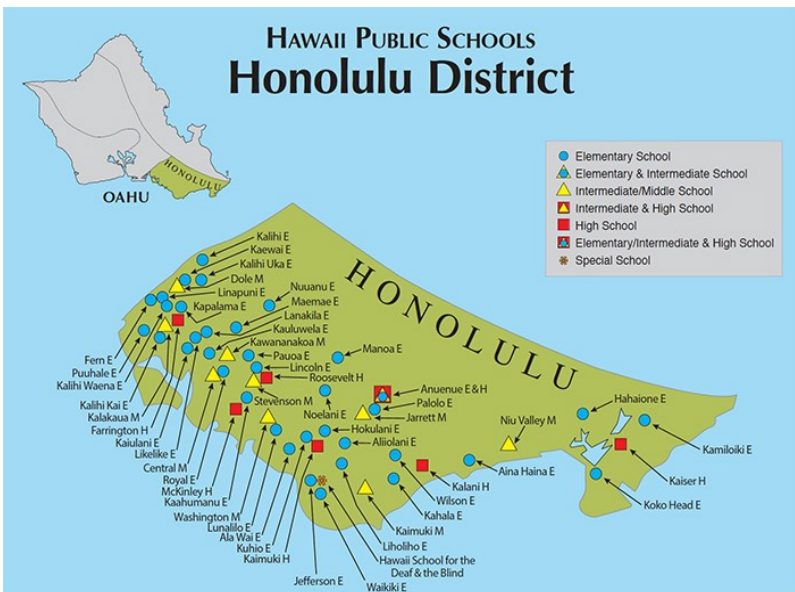 HAWAII PUBLIC SCHOOLS
Honolulu District
HONOLULU
OAHU
Elementary School
Elementary & Intermediate School
Intermediate/Middle School
Intermediate & High School
High School
Elementary/Intermediate & High School
Special School
HONOLULU
Kalihi E
Kaewai E
Kalihi Uka E
Dole M
Linapuni E
Kapalama E
Nuuanu E
Maemae E
Lanakila E
Kauluwela E
Kawananakoa M
Pauoa E
Lincoln E
Roosevelt H
Stevenson M
Manoa E
Noelani E
Hokulani E
Aliiolani E
Anuenue E & H
Palolo E
Jarrett M
Niu Valley M
Hahaione E
Kamiloiki E
Kaiser H
Koko Head E
Aina Haina E
Kalani H
Wilson E
Kahala E
Kaimuki M
Liholiho E
Hawaii School for the
Deaf & the Blind
Waikiki E
Jefferson E
Fern E
Puuhale E
Kalihi Waena E
Kalihi Kai E
Kalakaua M
Farrington H
Kaiulani E
Likelike E
Central M
Royal E
McKinley H
Kaahumanu E
Washington M
Lunalilo E
Ala Wai E
Kuhio E
Kaimuki H